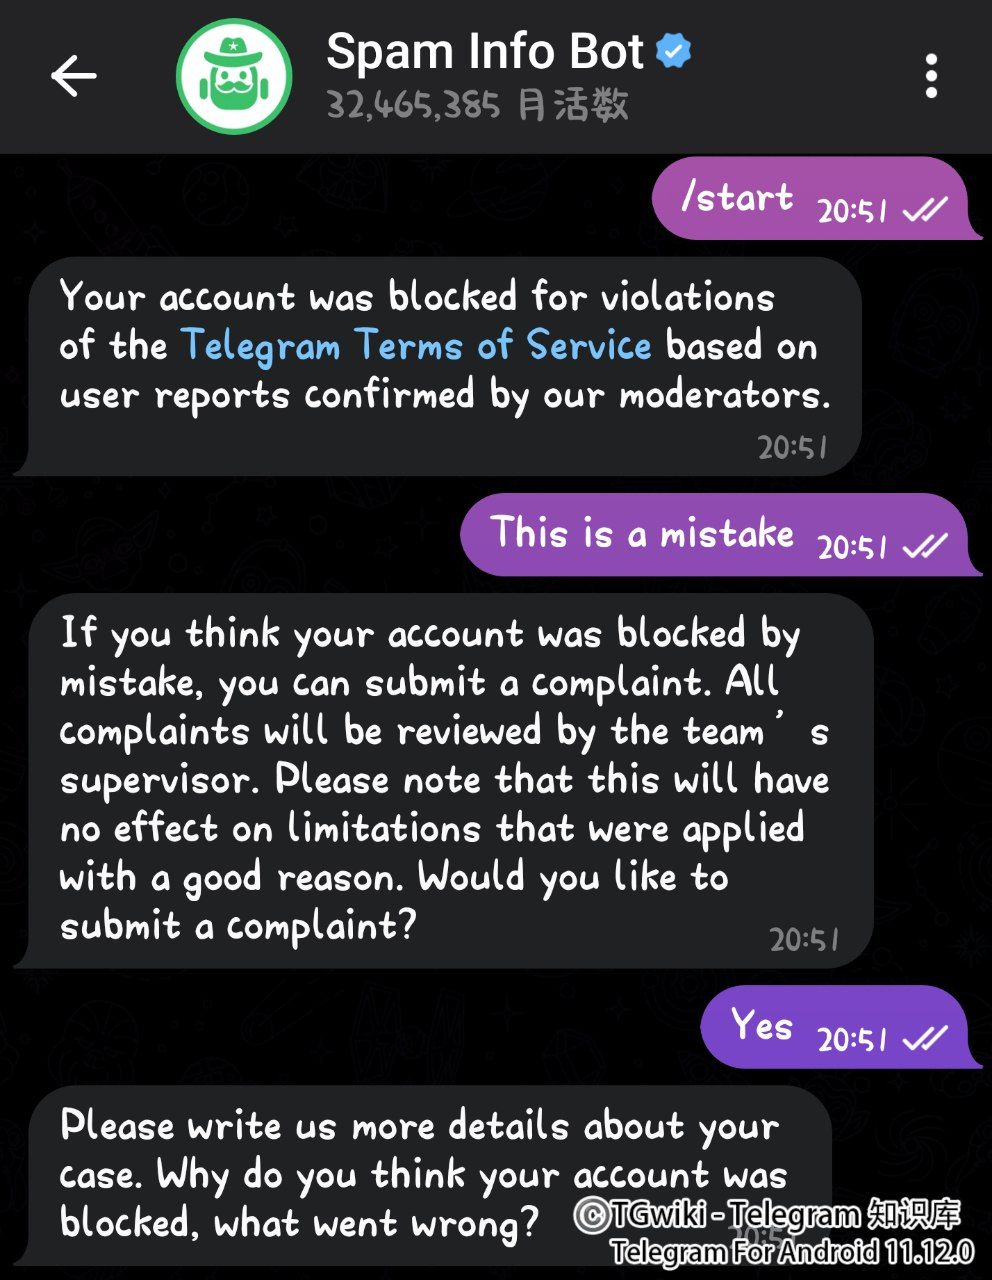 Spam Info Bot
32,465,385 月活数
/start 20:51
Your account was blocked for violations
of the Telegram Terms of Service based on
user reports confirmed by our moderators.
20:51
This is a mistake 20:51
If you think your account was blocked by
mistake, you can submit a complaint. All
complaints will be reviewed by the team’s
supervisor. Please note that this will have
no effect on limitations that were applied
with a good reason. Would you like to
submit a complaint?
20:51
Yes 20:51
Please write us more details about your
case. Why do you think your account was
blocked, what went wrong?
20:51
©TGwiki - Telegram 知识库
Telegram For Android 11.12.0